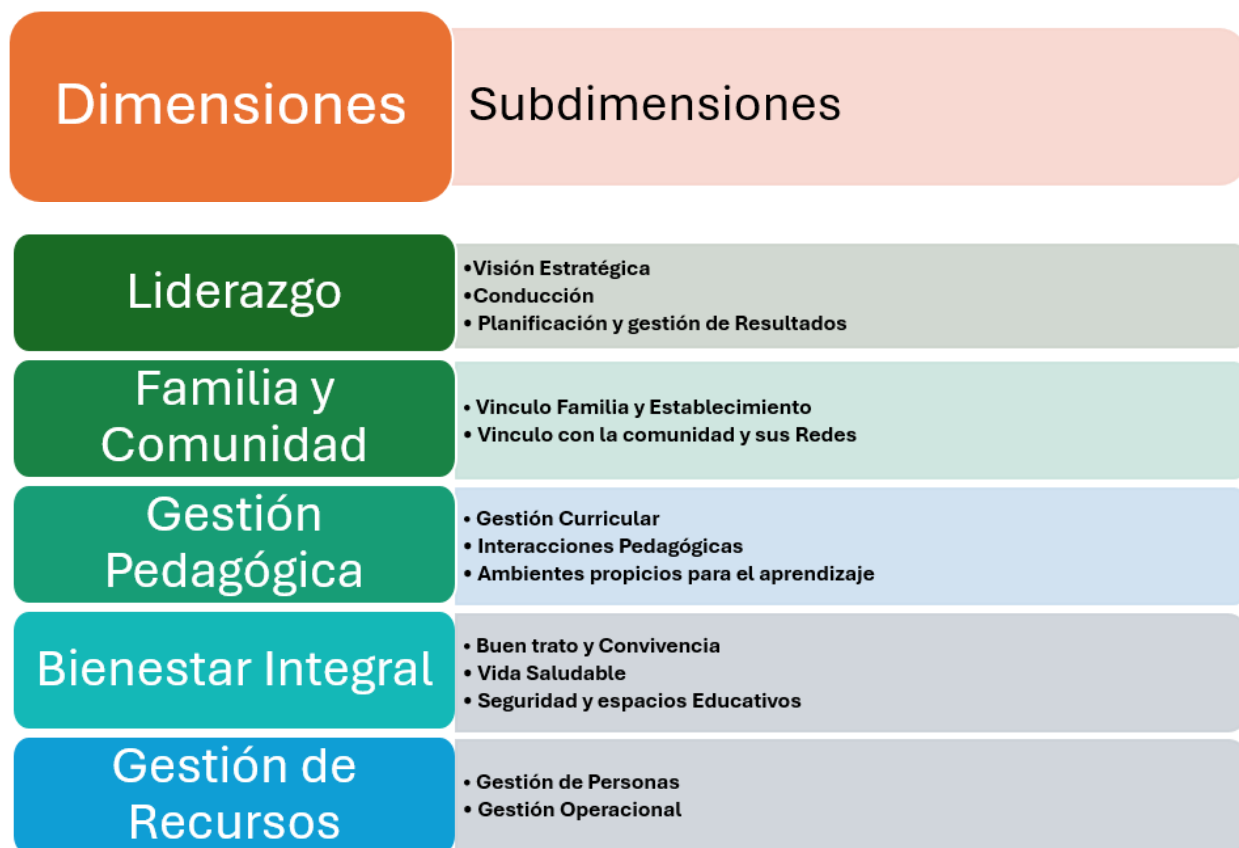 Dimensiones
Subdimensiones
Liderazgo
•Visión Estratégica
•Conducción
• Planificación y gestión de Resultados
Familia y
Comunidad
• Vinculo Familia y Establecimiento
• Vinculo con la comunidad y sus Redes
Gestión
Pedagógica
• Gestión Curricular
• Interacciones Pedagógicas
• Ambientes propicios para el aprendizaje
Bienestar Integral
• Buen trato y Convivencia
• Vida Saludable
• Seguridad y espacios Educativos
Gestión de
Recursos
• Gestión de Personas
• Gestión Operacional